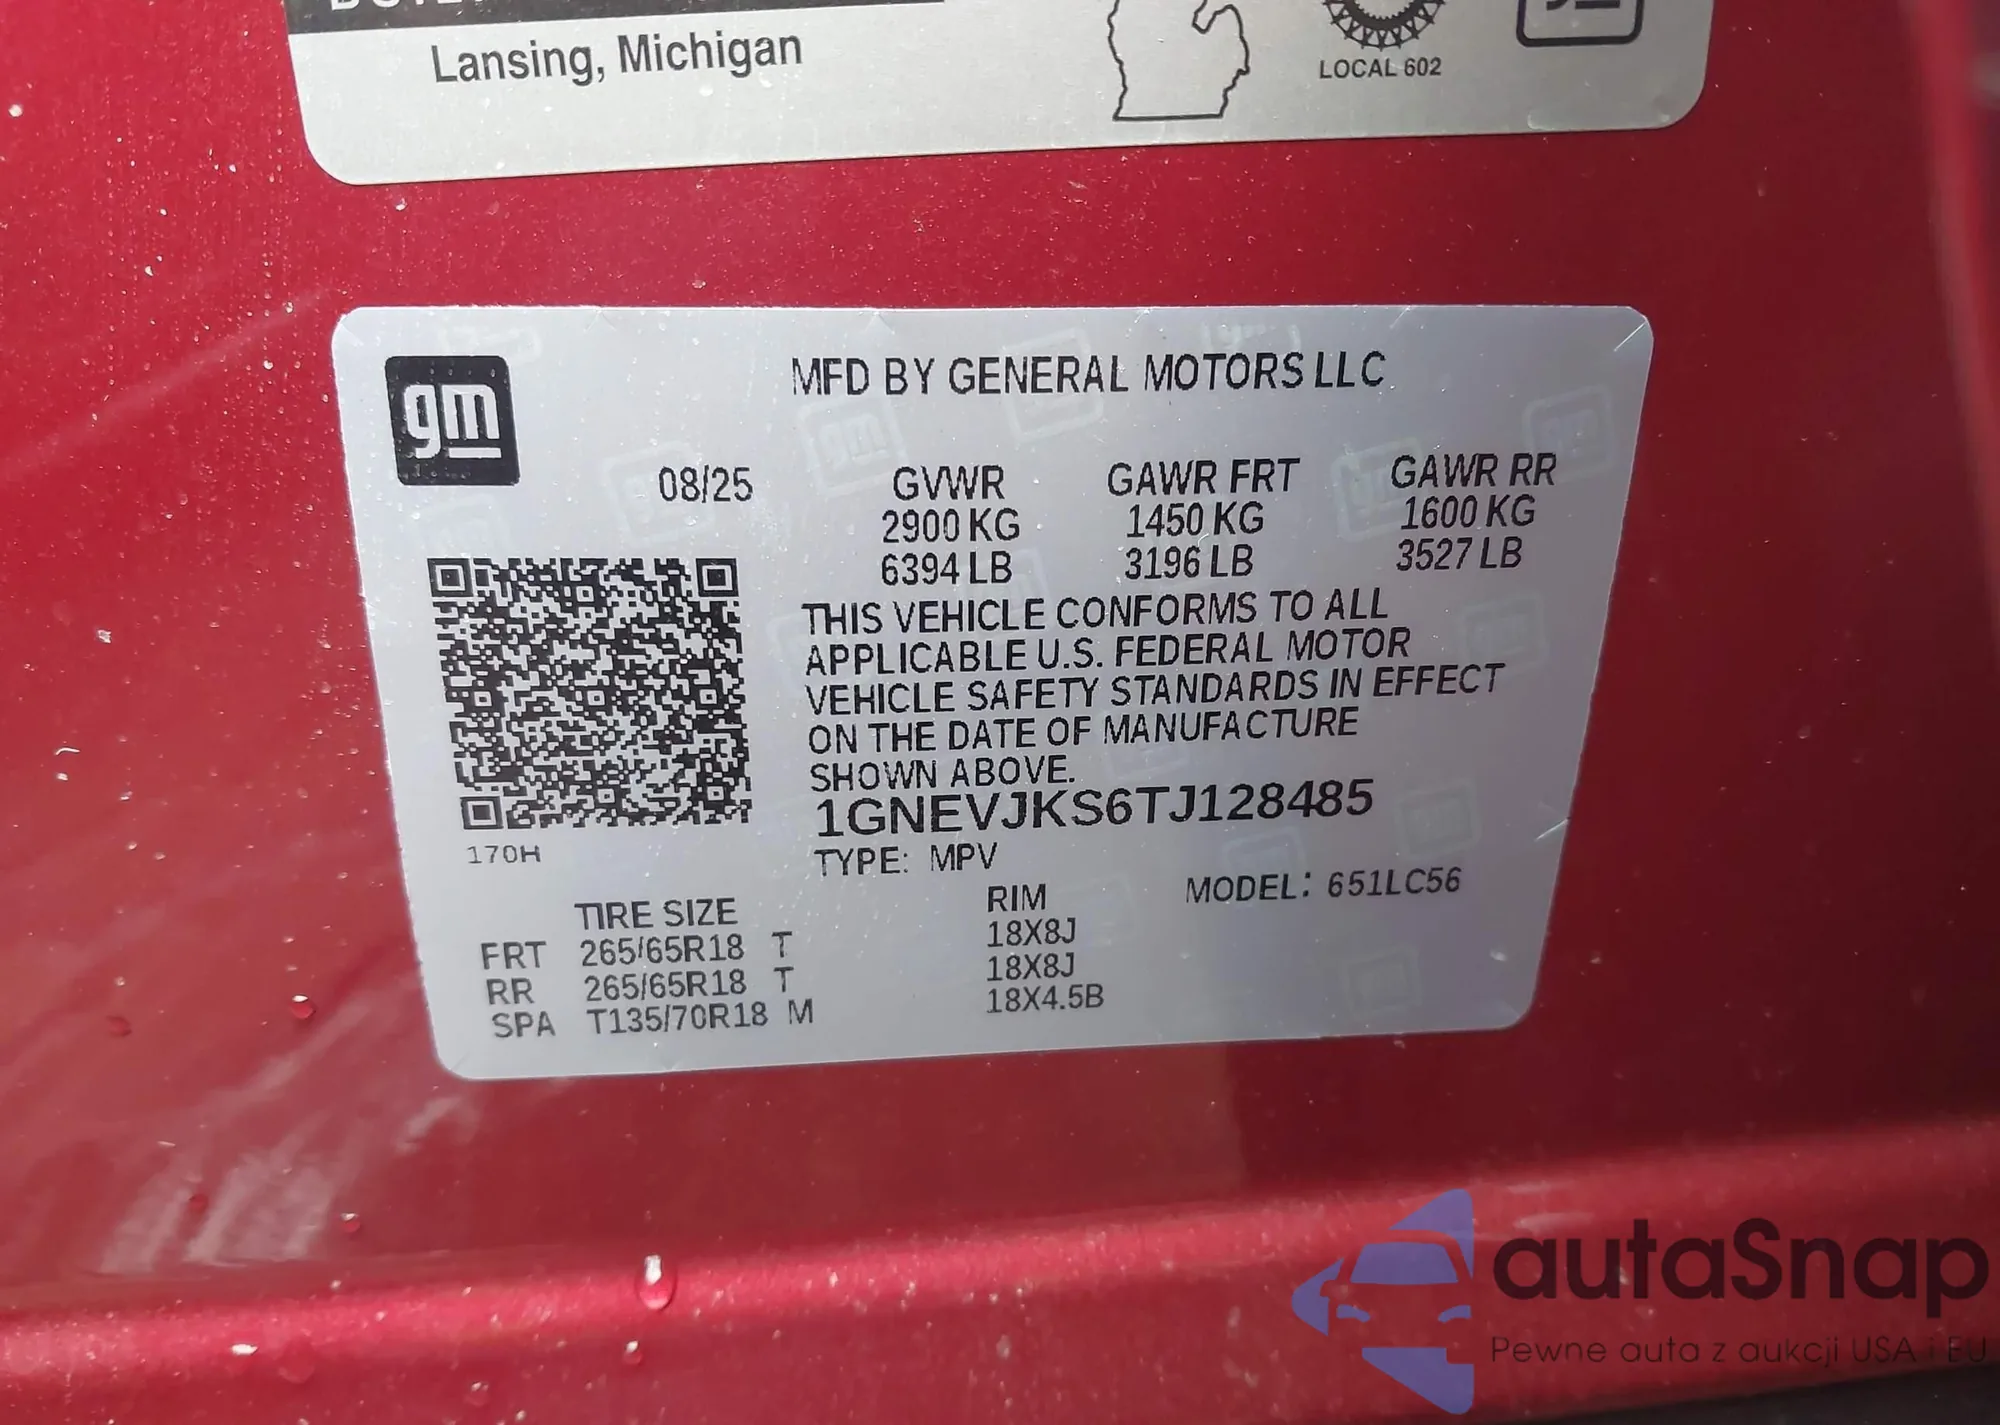 Lansing, Michigan
LOCAL 602
gm
MFD BY GENERAL MOTORS LLC
08/25 GVWR GAWR FRT GAWR RR
2900 KG 1450 KG 1600 KG
6394 LB 3196 LB 3527 LB
THIS VEHICLE CONFORMS TO ALL
APPLICABLE U.S. FEDERAL MOTOR
VEHICLE SAFETY STANDARDS IN EFFECT
ON THE DATE OF MANUFACTURE
SHOWN ABOVE.
1GNEVJKS6TJ128485
170H
TYPE: MPV
MODEL: 651LC56
TIRE SIZE RIM
FRT 265/65R18 T 18X8J
RR 265/65R18 T 18X8J
SPA T135/70R18 M 18X4.5B
autaSnap
Pewne auta z aukcji USA i EU